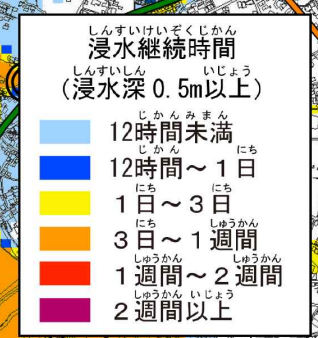 しんすいけいぞくじかん
浸水継続時間
しんすいしん いじょう
(浸水深0.5m以上)
じかんみまん
12時間未満
じかん にち
12時間～1日
にち にち
1日～3日
にち しゅうかん
3日～1週間
しゅうかん しゅうかん
1週間～2週間
しゅうかん いじょう
2週間以上